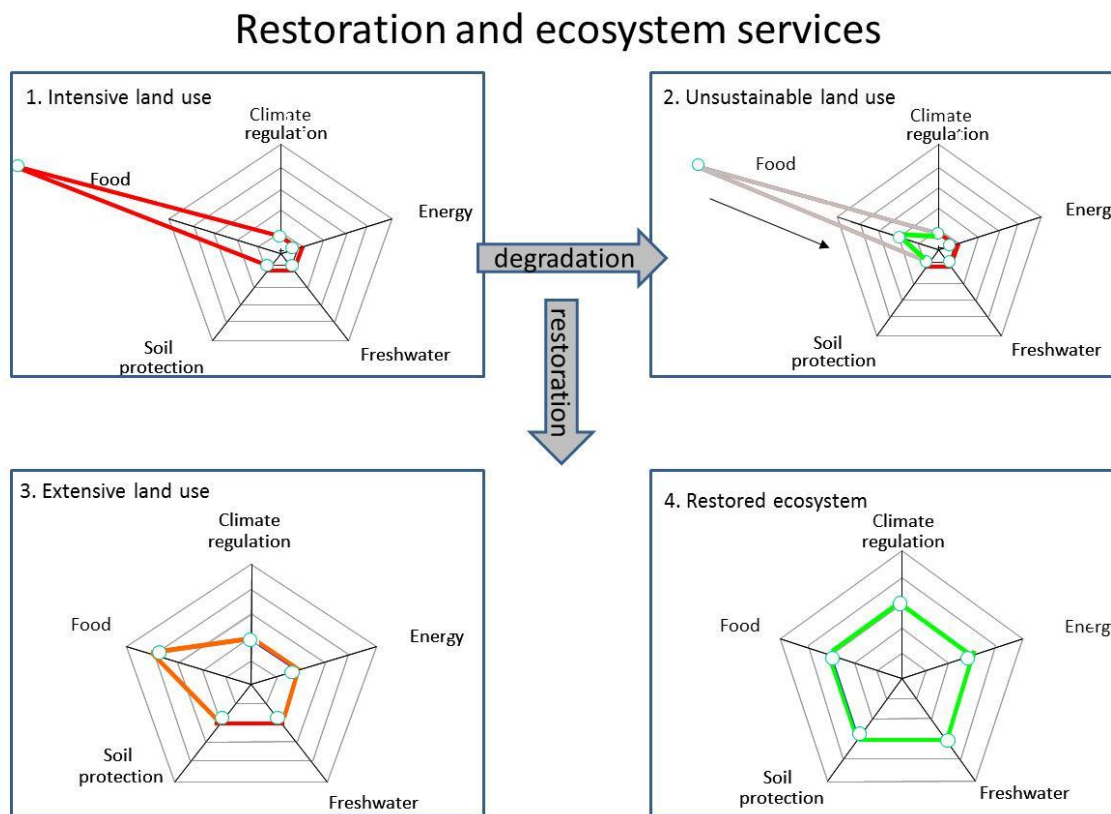 Restoration and ecosystem services
1. Intensive land use
Climate
regulation
Food
Energy
Soil
protection
Freshwater
degradation
restoration
2. Unsustainable land use
Climate
regulation
Food
Energ
Soil
protection
Freshwater
3. Extensive land use
Climate
regulation
Food
Energy
Soil
protection
Freshwater
4. Restored ecosystem
Climate
regulation
Food
Energ
Soil
protection
Freshwater